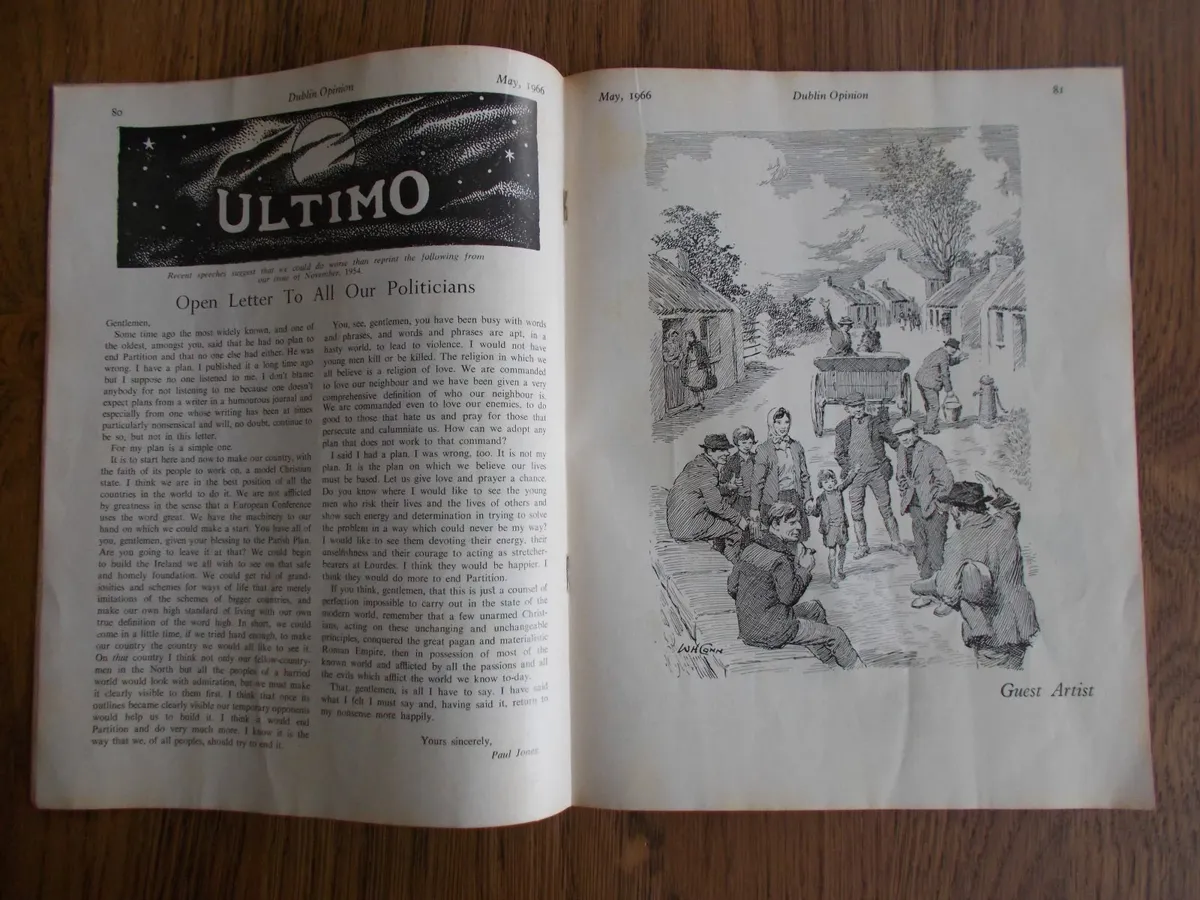 80
Dublin Opinion
May, 1966
ULTIMO
Recent speeches suggest that we could do worse than reprint the following from
our issue of November, 1954.
Open Letter To All Our Politicians
Gentlemen,
Some time ago the most widely known, and one of
the oldest, amongst you, said that he had no plan to
end Partition and that no one else had either. He was
wrong. I have a plan. I published it a long time ago
but I suppose no one listened to me. I don't blame
anybody for not listening to me because one doesn't
expect plans from a writer in a humourous journal and
especially from one whose writing has been at times
particularly nonsensical and will, no doubt, continue to
be so, but not in this letter.
For my plan is a simple one.
It is to start here and now to make our country, with
the faith of its people to work on, a model Christian
state. I think we are in the best position of all the
countries in the world to do it. We are not afflicted
by greatness in the sense that a European Conference
uses the word great. We have the machinery to our
hand on which we could make a start. You have all of
you, gentlemen, given your blessing to the Parish Plan.
Are you going to leave it at that? We could begin
to build the Ireland we all wish to see on that safe
and homely foundation. We could get rid of grand-
iosities and schemes for ways of life that are merely
imitations of the schemes of bigger countries, and
make our own high standard of living with our own
true definition of the word high. In short, we could
come in a little time, if we tried hard enough, to make
our country the country we would all like to see it.
On that country I think not only our fellow-country-
men in the North but all the peoples of a harried
world would look with admiration, but we must make
it clearly visible to them first. I think that once its
outlines became clearly visible our temporary opponents
would help us to build it. I think it would end
Partition and do very much more. I know it is the
way that we, of all peoples, should try to end it.
You, see, gentlemen, you have been busy with words
and phrases, and words and phrases are apt, in a
hasty world, to lead to violence. I would not have
young men kill or be killed. The religion in which we
all believe is a religion of love. We are commanded
to love our neighbour and we have been given a very
comprehensive definition of who our neighbour is.
We are commanded even to love our enemies, to do
good to those that hate us and pray for those that
persecute and calumniate us. How can we adopt any
plan that does not work to that command?
I said I had a plan. I was wrong, too. It is not my
plan. It is the plan on which we believe our lives
must be based. Let us give love and prayer a chance.
Do you know where I would like to see the young
men who risk their lives and the lives of others and
show such energy and determination in trying to solve
the problem in a way which could never be my way?
I would like to see them devoting their energy, their
unselfishness and their courage to acting as stretcher-
bearers at Lourdes. I think they would be happier. I
think they would do more to end Partition.
If you think, gentlemen, that this is just a counsel of
perfection impossible to carry out in the state of the
modern world, remember that a few unarmed Christ-
ians, acting on these unchanging and unchangeable
principles, conquered the great pagan and materialistic
Roman Empire, then in possession of most of the
known world and afflicted by all the passions and all
the evils which afflict the world we know to-day.
That, gentlemen, is all I have to say. I have said
what I felt I must say and, having said it, return to
my nonsense more happily.
Yours sincerely,
Paul Jones.
May, 1966
Dublin Opinion
81
WHConn
Guest Artist